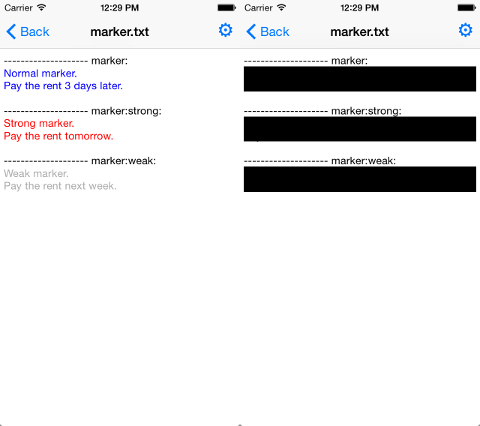 Carrier 12:29 PM
Back marker.txt
-------------------- marker:
Normal marker.
Pay the rent 3 days later.
-------------------- marker:strong:
Strong marker.
Pay the rent tomorrow.
-------------------- marker:weak:
Weak marker.
Pay the rent next week.
Carrier 12:29 PM
Back marker.txt
-------------------- marker:
-------------------- marker:strong:
-------------------- marker:weak: